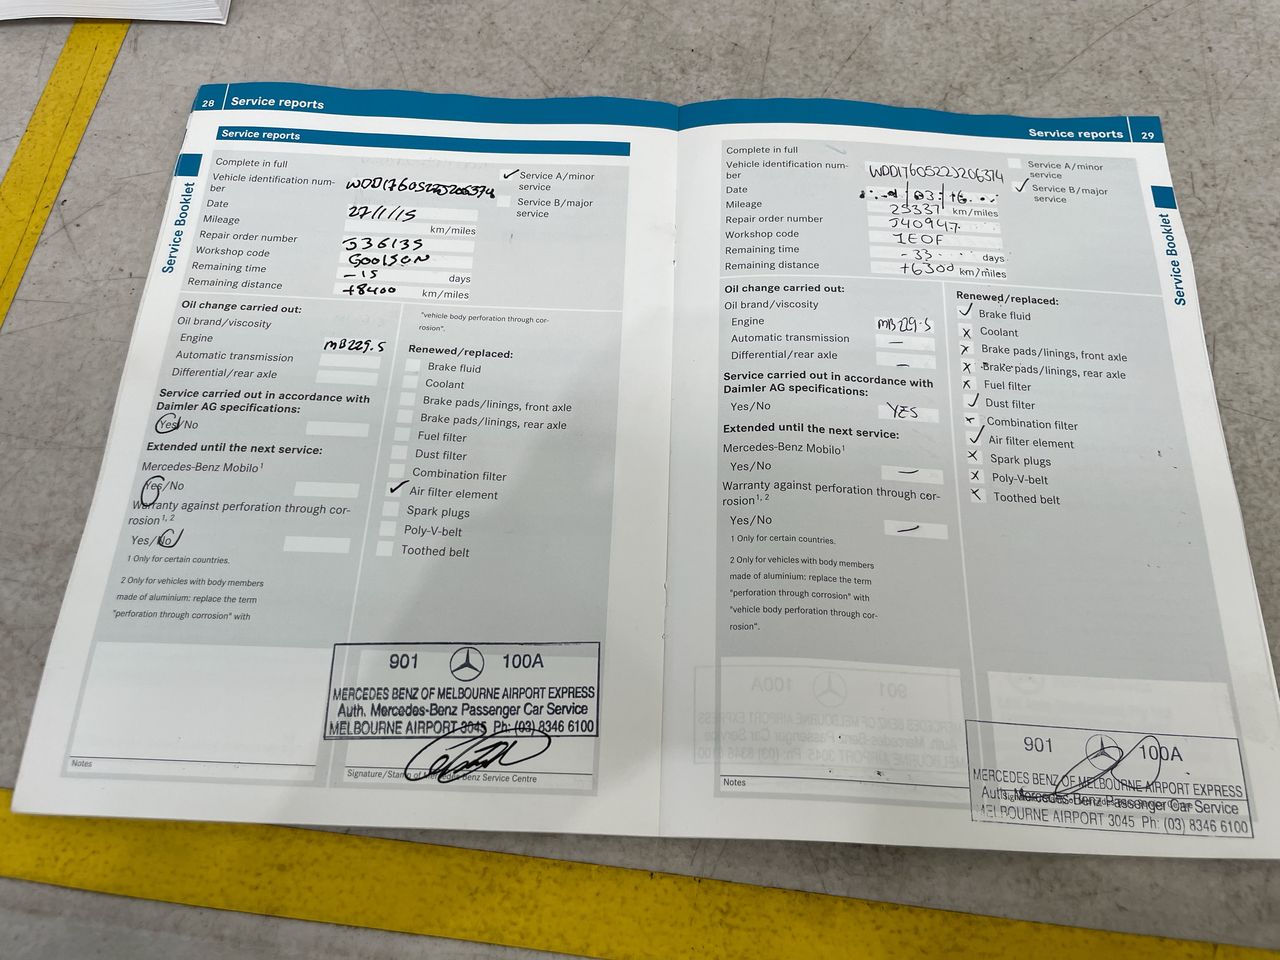 28 Service reports
Service reports
Complete in full
Vehicle identification num-
ber
WDD1760522J206374
✓ Service A/minor
service
Service B/major
service
Date 27/1/15
Mileage km/miles
Repair order number J36135
Workshop code
Remaining time -15 days
Remaining distance +8400 km/miles
Oil change carried out:
Oil brand/viscosity
Engine MB229.5
Automatic transmission
Differential/rear axle
Service carried out in accordance with
Daimler AG specifications:
Yes/No
Extended until the next service:
Mercedes-Benz Mobilo1
Yes/No
Warranty against perforation through cor-
rosion1, 2
Yes/No
1 Only for certain countries.
2 Only for vehicles with body members
made of aluminium: replace the term
"perforation through corrosion" with
"vehicle body perforation through cor-
rosion".
Renewed/replaced:
Brake fluid
Coolant
Brake pads/linings, front axle
Brake pads/linings, rear axle
Fuel filter
Dust filter
Combination filter
✓ Air filter element
Spark plugs
Poly-V-belt
Toothed belt
901 100A
MERCEDES BENZ OF MELBOURNE AIRPORT EXPRESS
Auth. Mercedes-Benz Passenger Car Service
MELBOURNE AIRPORT 3045 Ph: (03) 8346 6100
Notes
Signature/Stamp of Mercedes-Benz Service Centre
Service Booklet
Service reports 29
Complete in full
Vehicle identification num-
ber
WDD1760522J206374
Service A/minor
service
✓ Service B/major
service
Date
Mileage 25337 km/miles
Repair order number J40947
Workshop code 1EOF
Remaining time -33 days
Remaining distance +6300 km/miles
Oil change carried out:
Oil brand/viscosity
Engine MB229.5
Automatic transmission —
Differential/rear axle —
Service carried out in accordance with
Daimler AG specifications:
Yes/No YES
Extended until the next service:
Mercedes-Benz Mobilo1
Yes/No —
Warranty against perforation through cor-
rosion1, 2
Yes/No —
1 Only for certain countries.
2 Only for vehicles with body members
made of aluminium: replace the term
"perforation through corrosion" with
"vehicle body perforation through cor-
rosion".
Renewed/replaced:
✓ Brake fluid
x Coolant
x Brake pads/linings, front axle
x Brake pads/linings, rear axle
x Fuel filter
✓ Dust filter
x Combination filter
✓ Air filter element
x Spark plugs
x Poly-V-belt
x Toothed belt
Notes
901 100A
MERCEDES BENZ OF MELBOURNE AIRPORT EXPRESS
Auth. Mercedes-Benz Passenger Car Service
MELBOURNE AIRPORT 3045 Ph: (03) 8346 6100
Service Booklet